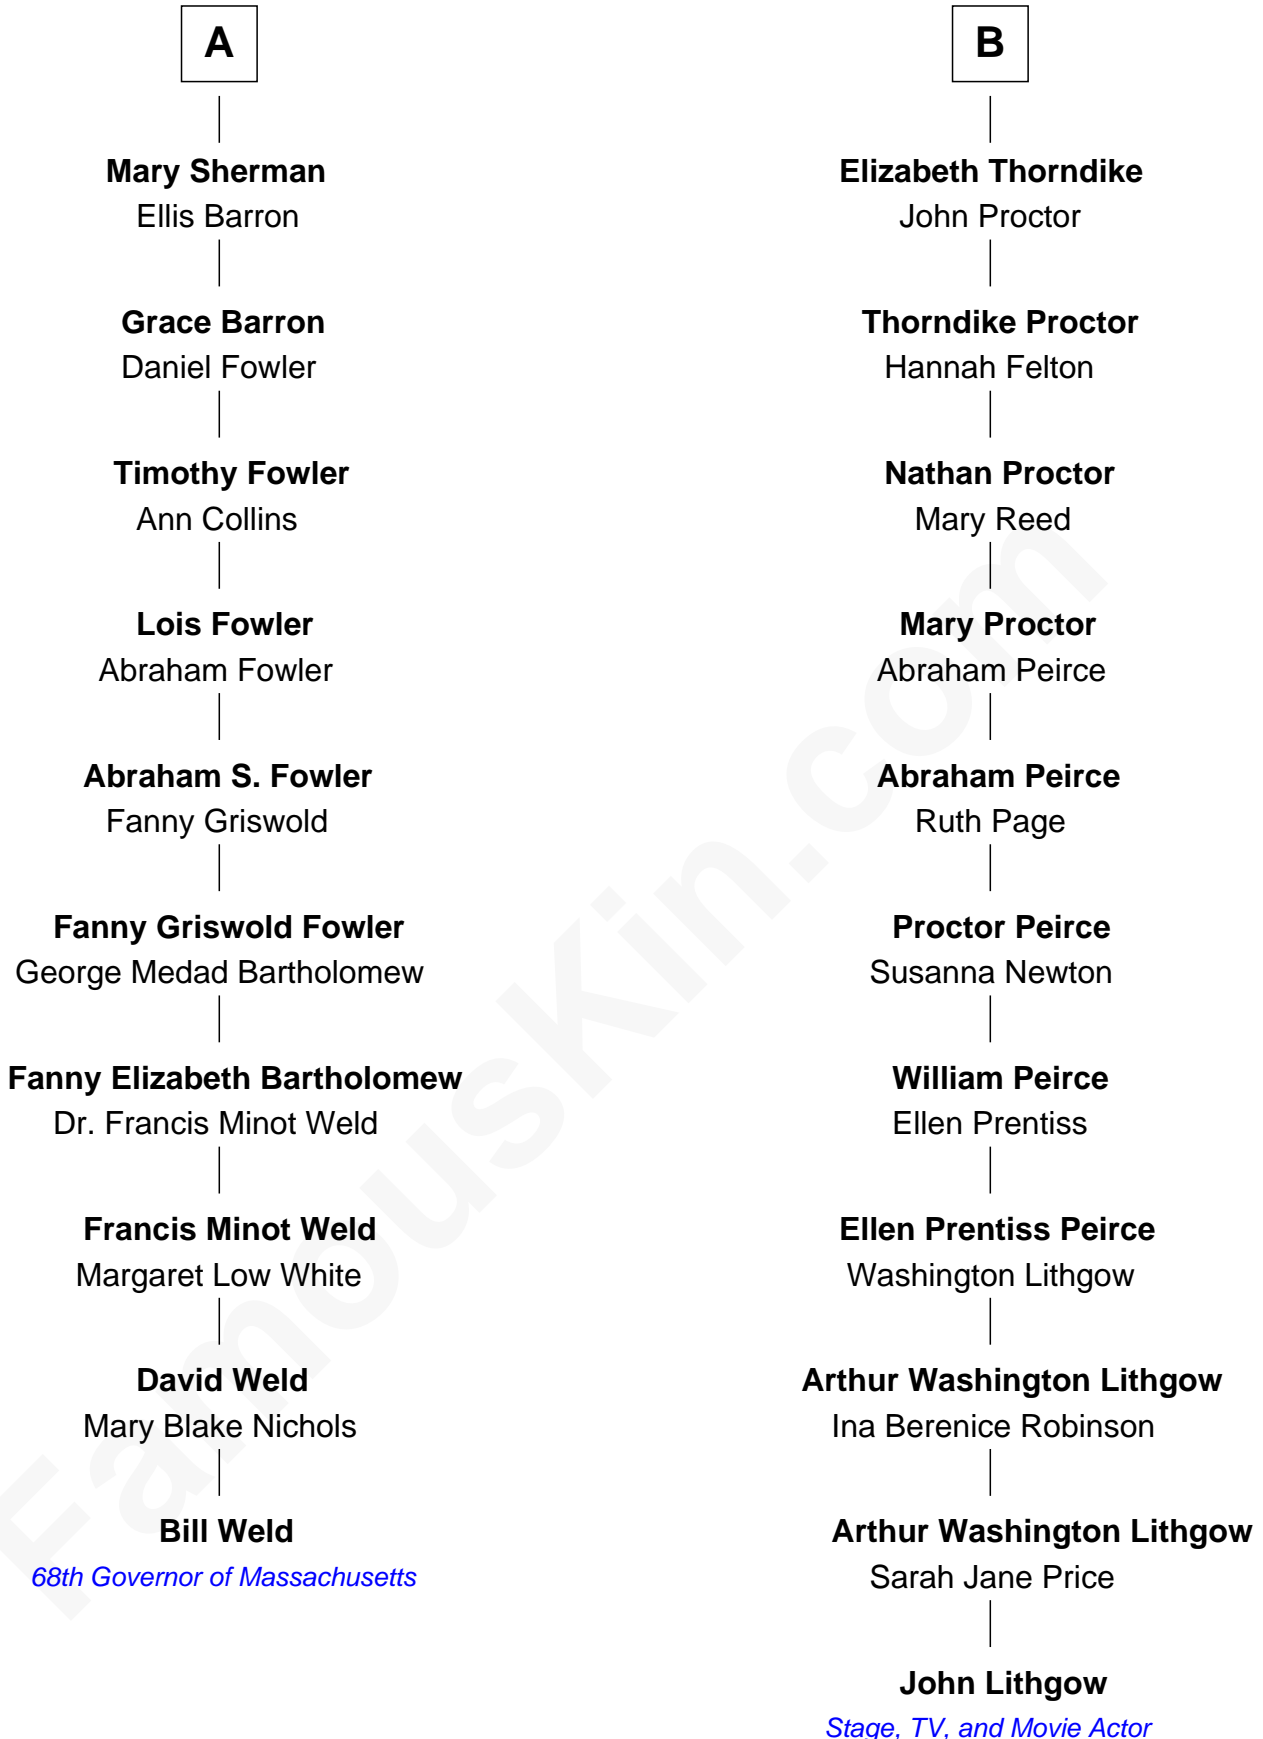 A
Mary Sherman
Ellis Barron
Grace Barron
Daniel Fowler
Timothy Fowler
Ann Collins
Lois Fowler
Abraham Fowler
Abraham S. Fowler
Fanny Griswold
Fanny Griswold Fowler
George Medad Bartholomew
Fanny Elizabeth Bartholomew
Dr. Francis Minot Weld
Francis Minot Weld
Margaret Low White
David Weld
Mary Blake Nichols
Bill Weld
68th Governor of Massachusetts
B
Elizabeth Thorndike
John Proctor
Thorndike Proctor
Hannah Felton
Nathan Proctor
Mary Reed
Mary Proctor
Abraham Peirce
Abraham Peirce
Ruth Page
Proctor Peirce
Susanna Newton
William Peirce
Ellen Prentiss
Ellen Prentiss Peirce
Washington Lithgow
Arthur Washington Lithgow
Ina Berenice Robinson
Arthur Washington Lithgow
Sarah Jane Price
John Lithgow
Stage, TV, and Movie Actor
FamousKin.com